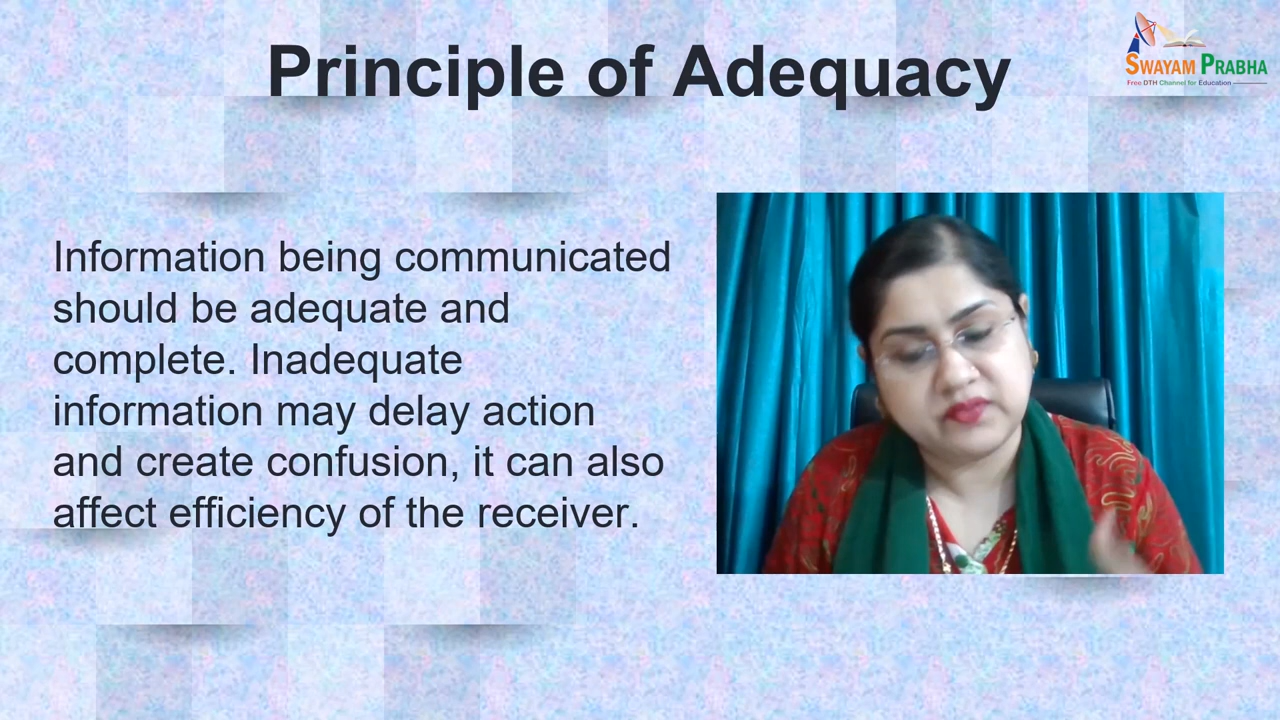 Principle of Adequacy
SWAYAM PRABHA
Free DTH Channel for Education
Information being communicated
should be adequate and
complete. Inadequate
information may delay action
and create confusion, it can also
affect efficiency of the receiver.